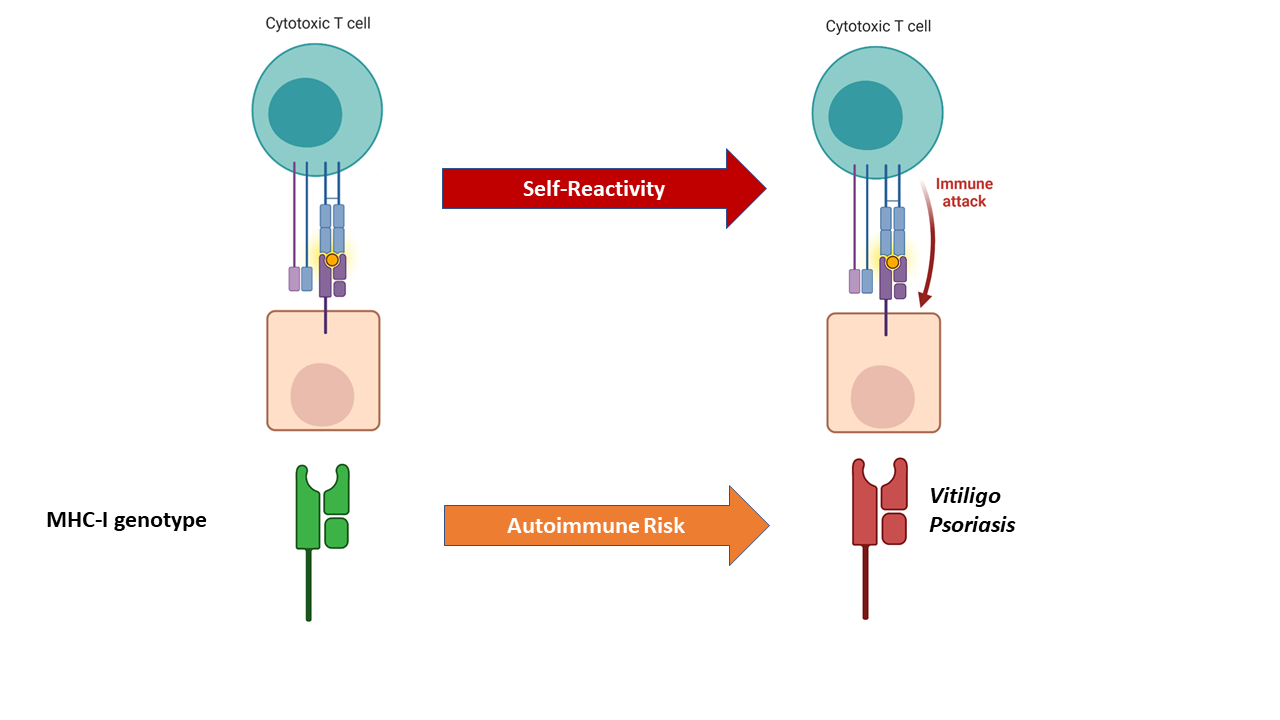 Cytotoxic T cell
Cytotoxic T cell
Self-Reactivity
Immune
attack
MHC-I genotype
Autoimmune Risk
Vitiligo
Psoriasis